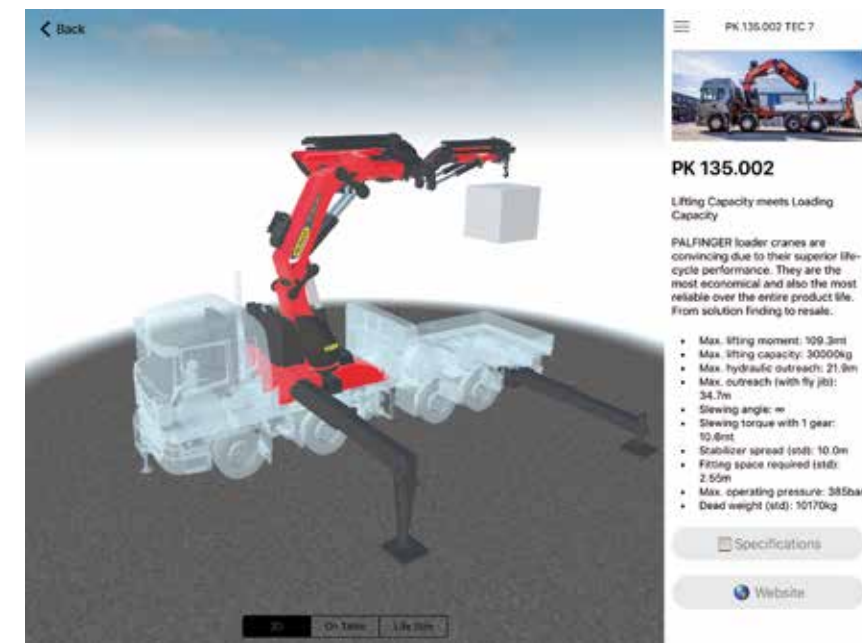 Back
PK 135.002 TEC 7
PK 135.002
Lifting Capacity meets Loading
Capacity
PALFINGER loader cranes are
convincing due to their superior life-
cycle performance. They are the
most economical and also the most
reliable over the entire product life.
From solution finding to resale.
• Max. lifting moment: 109.3mt
• Max. lifting capacity: 30000kg
• Max. hydraulic outreach: 21.9m
• Max. outreach (with fly jib):
34.7m
• Slewing angle: ∞
• Slewing torque with 1 gear:
10.6mt
• Stabilizer spread (std): 10.0m
• Fitting space required (std):
2.55m
• Max. operating pressure: 385bar
• Dead weight (std): 10170kg
Specifications
Website
3D
On Table
Life Size